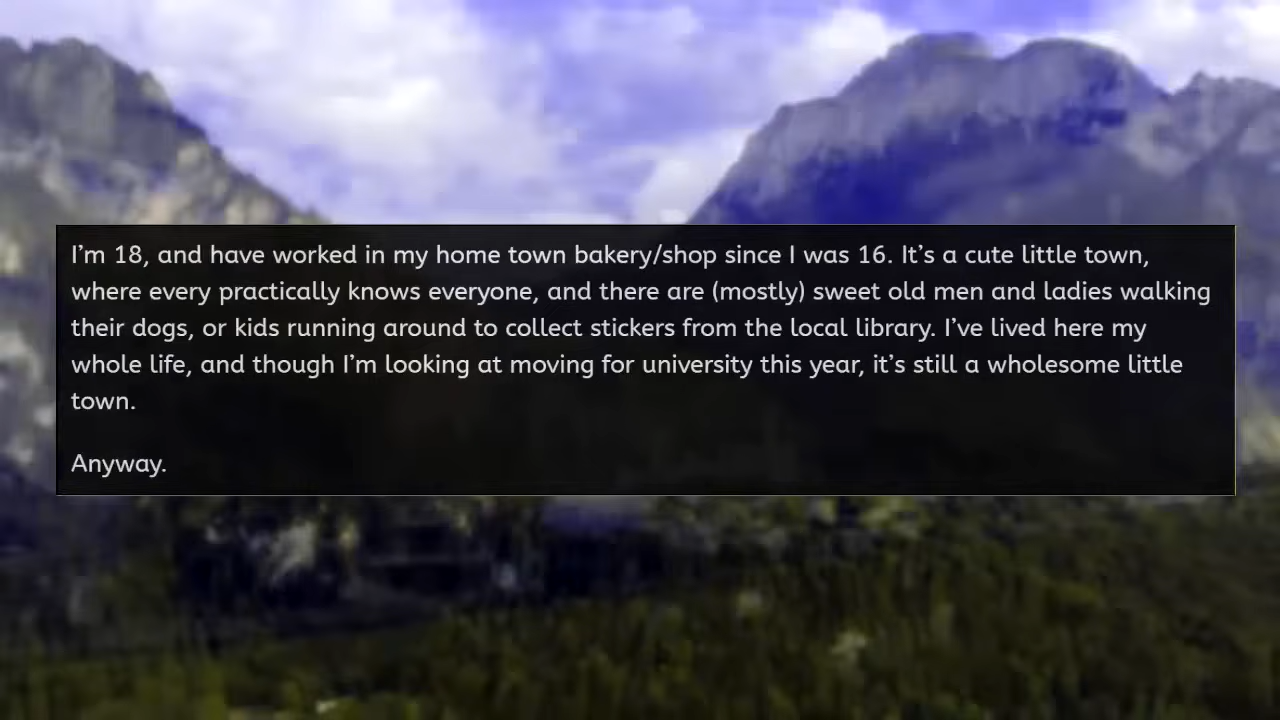 I’m 18, and have worked in my home town bakery/shop since I was 16. It’s a cute little town,
where every practically knows everyone, and there are (mostly) sweet old men and ladies walking
their dogs, or kids running around to collect stickers from the local library. I’ve lived here my
whole life, and though I’m looking at moving for university this year, it’s still a wholesome little
town.
Anyway.